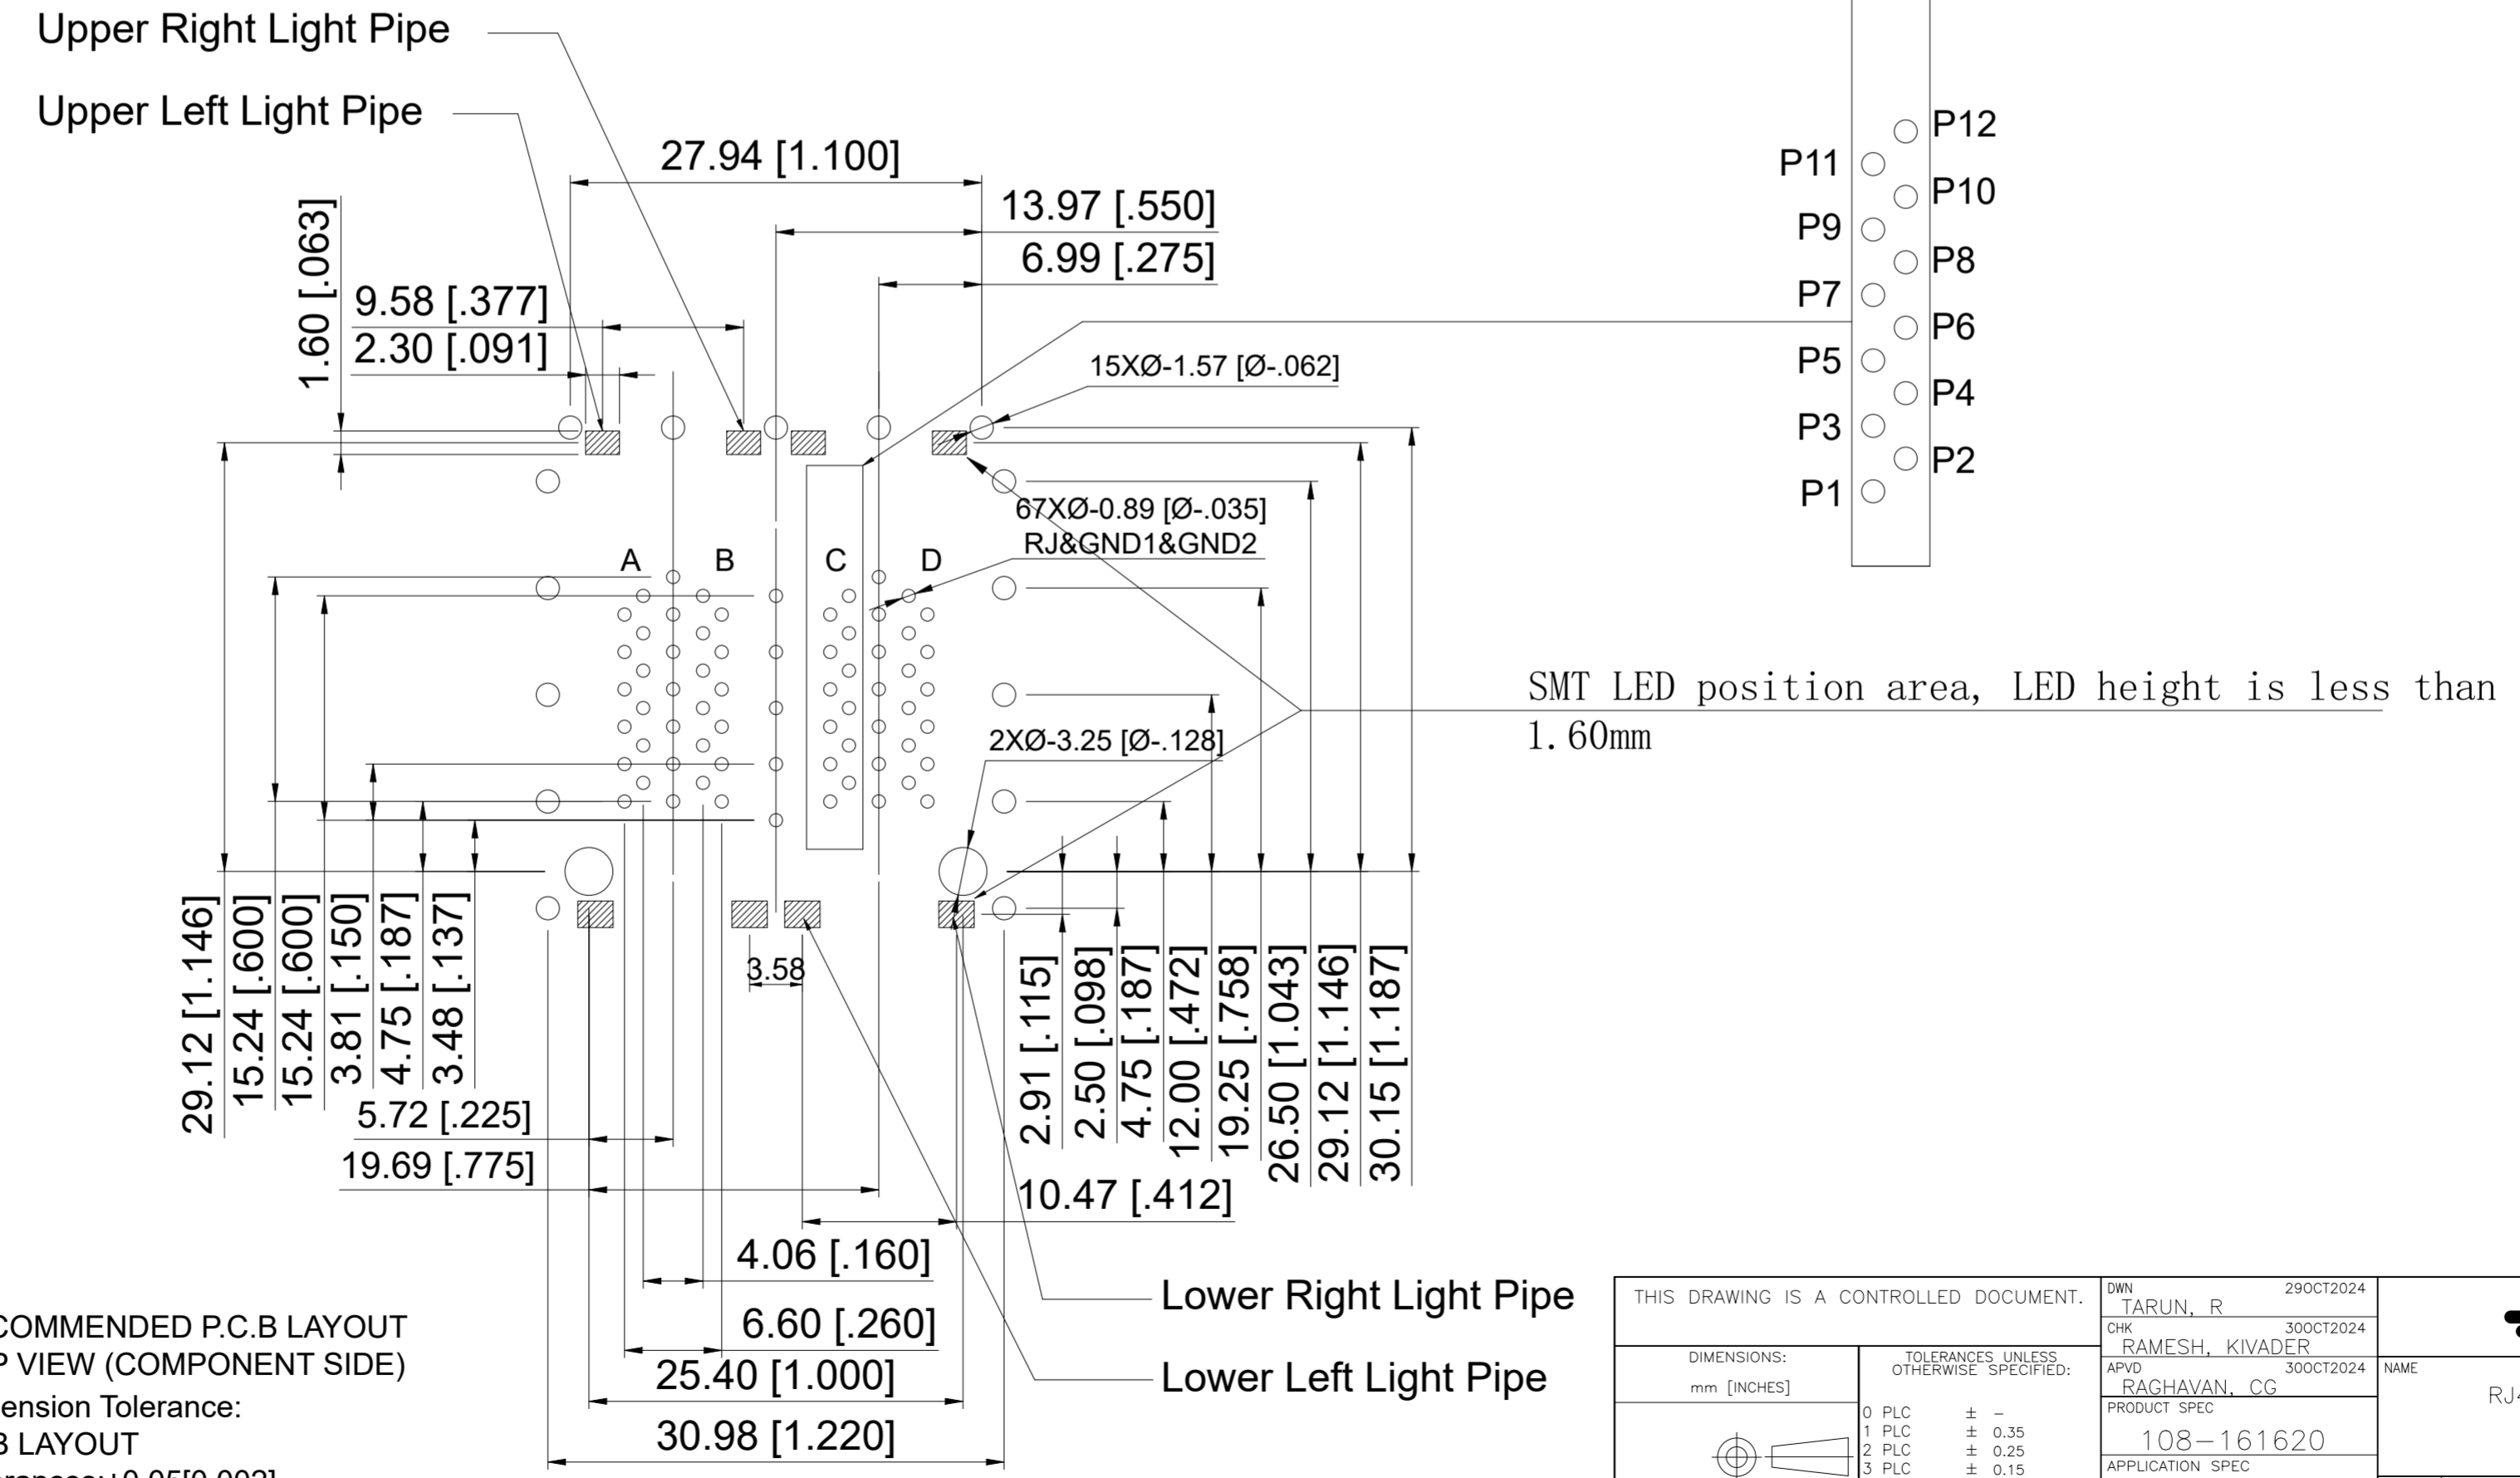 Upper Right Light Pipe
Upper Left Light Pipe
27.94 [1.100]
13.97 [.550]
6.99 [.275]
1.60 [.063]
9.58 [.377]
2.30 [.091]
15XØ-1.57 [Ø-.062]
67XØ-0.89 [Ø-.035]
RJ&GND1&GND2
A
B
C
D
2XØ-3.25 [Ø-.128]
P12
P11
P10
P9
P8
P7
P6
P5
P4
P3
P2
P1
SMT LED position area, LED height is less than
1.60mm
29.12 [1.146]
15.24 [.600]
15.24 [.600]
3.81 [.150]
4.75 [.187]
3.48 [.137]
3.58
2.91 [.115]
2.50 [.098]
4.75 [.187]
12.00 [.472]
19.25 [.758]
26.50 [1.043]
29.12 [1.146]
30.15 [1.187]
5.72 [.225]
19.69 [.775]
10.47 [.412]
4.06 [.160]
6.60 [.260]
25.40 [1.000]
30.98 [1.220]
Lower Right Light Pipe
Lower Left Light Pipe
COMMENDED P.C.B LAYOUT
P VIEW (COMPONENT SIDE)
ension Tolerance:
B LAYOUT
THIS DRAWING IS A CONTROLLED DOCUMENT.
DIMENSIONS:
mm [INCHES]
TOLERANCES UNLESS
OTHERWISE SPECIFIED:
0 PLC ± -
1 PLC ± 0.35
2 PLC ± 0.25
3 PLC ± 0.15
DWN 29OCT2024
TARUN, R
CHK 30OCT2024
RAMESH, KIVADER
APVD 30OCT2024
RAGHAVAN, CG
PRODUCT SPEC
108-161620
APPLICATION SPEC
NAME
RJ4